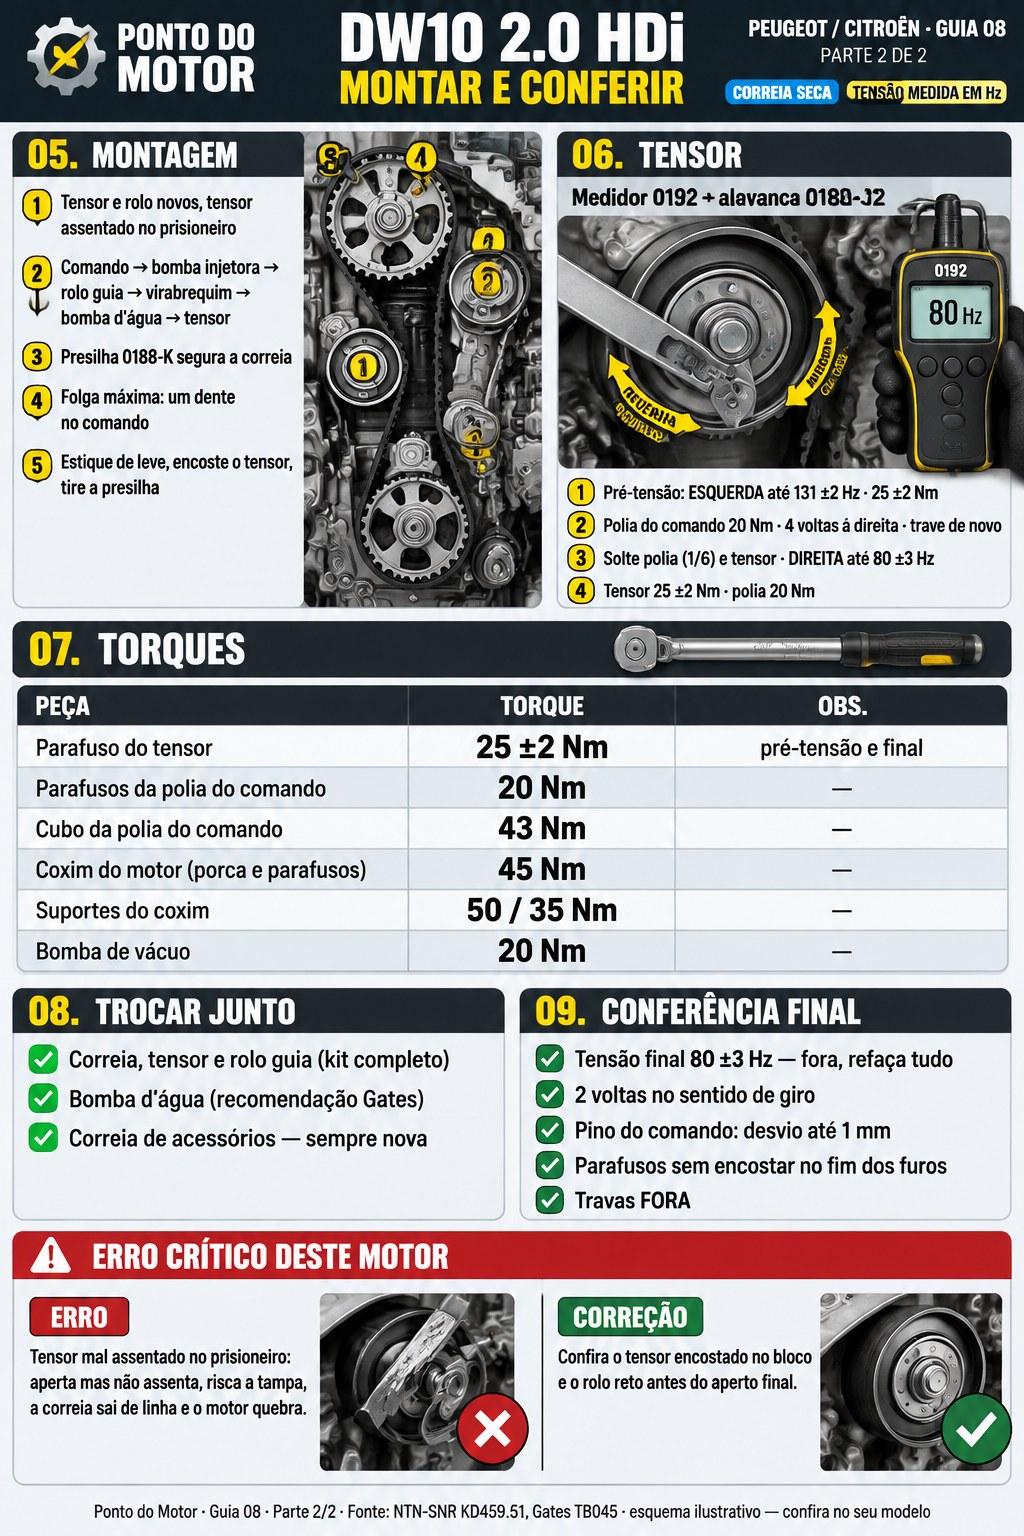 PONTO DO
MOTOR
DW10 2.0 HDi
MONTAR E CONFERIR
PEUGEOT / CITROËN · GUIA 08
PARTE 2 DE 2
CORREIA SECA
TENSÃO MEDIDA EM Hz
05. MONTAGEM
1 Tensor e rolo novos, tensor
assentado no prisioneiro
2 Comando → bomba injetora →
rolo guia → virabrequim →
bomba d'água → tensor
3 Presilha 0188-K segura a correia
4 Folga máxima: um dente
no comando
5 Estique de leve, encoste o tensor,
tire a presilha
4
2
1
06. TENSOR
Medidor 0192 + alavanca 0188-J2
0192
80 Hz
1 Pré-tensão: ESQUERDA até 131 ±2 Hz · 25 ±2 Nm
2 Polia do comando 20 Nm · 4 voltas á direita · trave de novo
3 Solte polia (1/6) e tensor · DIREITA até 80 ±3 Hz
4 Tensor 25 ±2 Nm · polia 20 Nm
07. TORQUES
PEÇA TORQUE OBS.
Parafuso do tensor 25 ±2 Nm pré-tensão e final
Parafusos da polia do comando 20 Nm —
Cubo da polia do comando 43 Nm —
Coxim do motor (porca e parafusos) 45 Nm —
Suportes do coxim 50 / 35 Nm —
Bomba de vácuo 20 Nm —
08. TROCAR JUNTO
Correia, tensor e rolo guia (kit completo)
Bomba d'água (recomendação Gates)
Correia de acessórios — sempre nova
09. CONFERÊNCIA FINAL
Tensão final 80 ±3 Hz — fora, refaça tudo
2 voltas no sentido de giro
Pino do comando: desvio até 1 mm
Parafusos sem encostar no fim dos furos
Travas FORA
ERRO CRÍTICO DESTE MOTOR
ERRO
Tensor mal assentado no prisioneiro:
aperta mas não assenta, risca a tampa,
a correia sai de linha e o motor quebra.
CORREÇÃO
Confira o tensor encostado no bloco
e o rolo reto antes do aperto final.
Ponto do Motor · Guia 08 · Parte 2/2 · Fonte: NTN-SNR KD459.51, Gates TB045 · esquema ilustrativo — confira no seu modelo